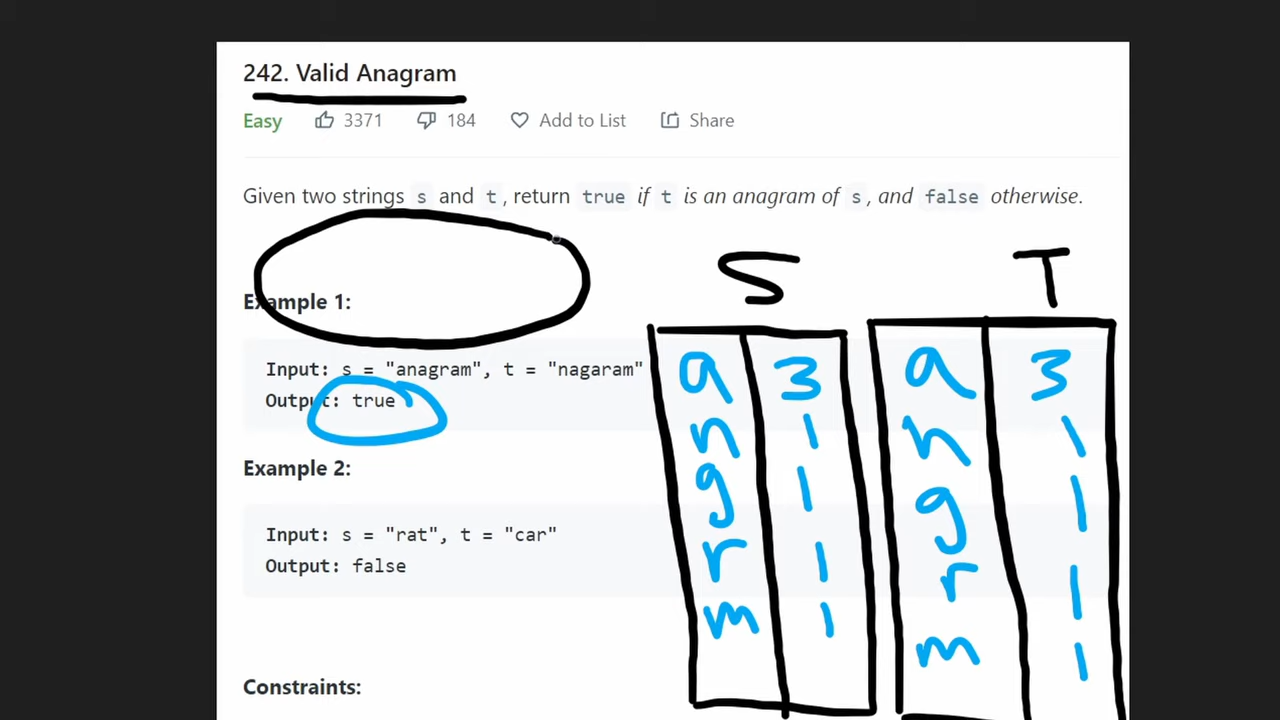 242. Valid Anagram
Easy 3371 184 Add to List Share
Given two strings s and t, return true if t is an anagram of s, and false otherwise.
Example 1:
Input: s = "anagram", t = "nagaram"
Output: true
Example 2:
Input: s = "rat", t = "car"
Output: false
Constraints:
S T
a 3 a 3
n 1 n 1
g 1 g 1
r 1 r 1
m 1 m 1